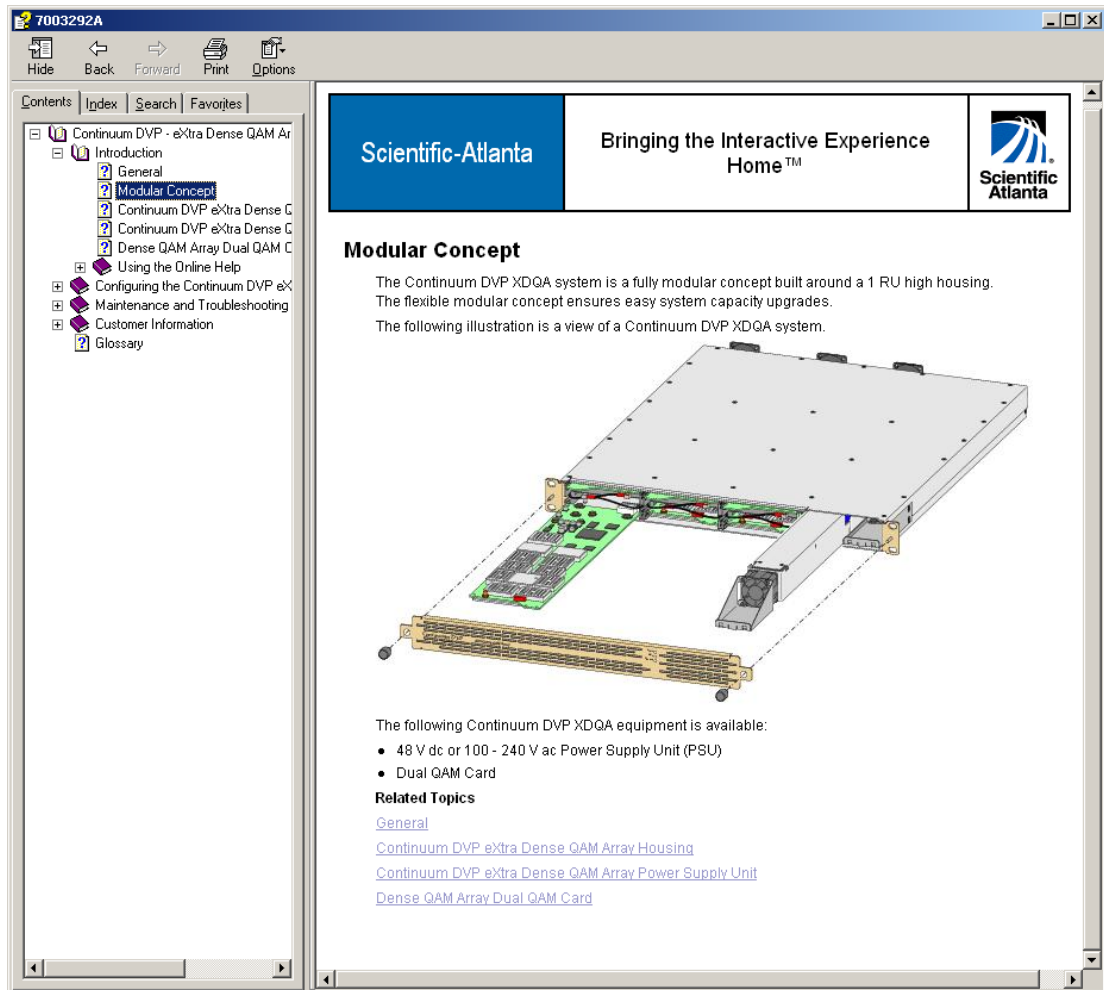 7003292A
Hide Back Forward Print Options
Contents Index Search Favorites
Continuum DVP - eXtra Dense QAM Ar
Introduction
General
Modular Concept
Continuum DVP eXtra Dense Q
Continuum DVP eXtra Dense Q
Dense QAM Array Dual QAM C
Using the Online Help
Configuring the Continuum DVP eX
Maintenance and Troubleshooting
Customer Information
Glossary
Scientific-Atlanta
Bringing the Interactive Experience
Home™
Scientific
Atlanta
Modular Concept
The Continuum DVP XDQA system is a fully modular concept built around a 1 RU high housing.
The flexible modular concept ensures easy system capacity upgrades.
The following illustration is a view of a Continuum DVP XDQA system.
The following Continuum DVP XDQA equipment is available:
● 48 V dc or 100 - 240 V ac Power Supply Unit (PSU)
● Dual QAM Card
Related Topics
General
Continuum DVP eXtra Dense QAM Array Housing
Continuum DVP eXtra Dense QAM Array Power Supply Unit
Dense QAM Array Dual QAM Card